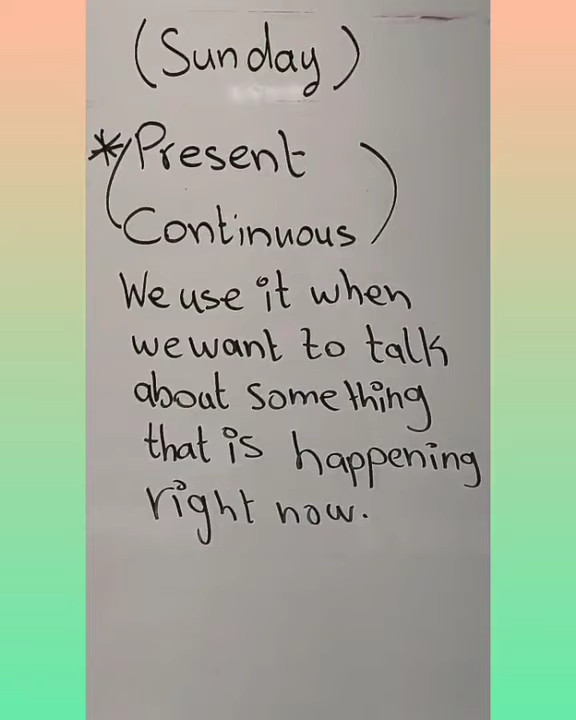 (Sunday)
*(Present
Continuous)
We use it when
we want to talk
about something
that is happening
right now.